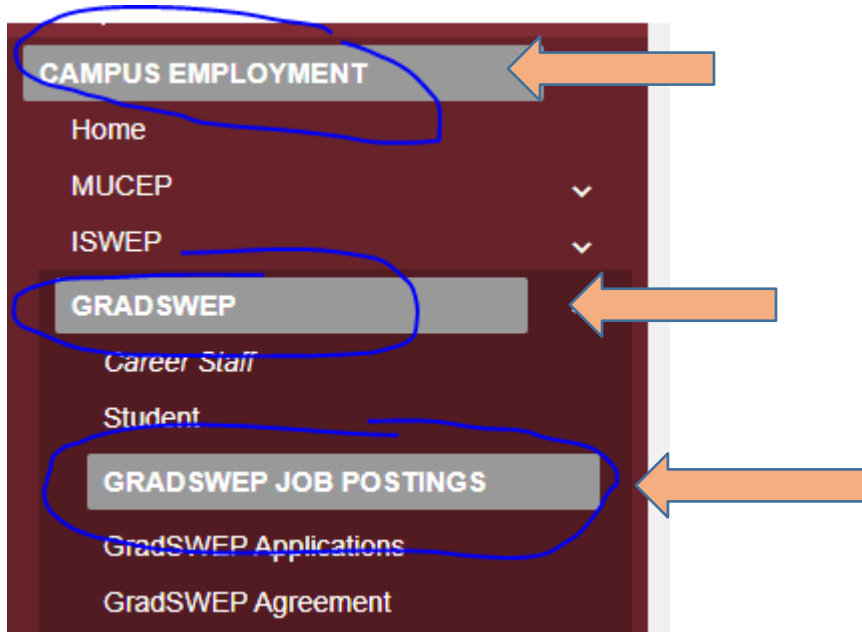 CAMPUS EMPLOYMENT
Home
MUCEP
ISWEP
GRADSWEP
Career Staff
Student
GRADSWEP JOB POSTINGS
GradSWEP Applications
GradSWEP Agreement